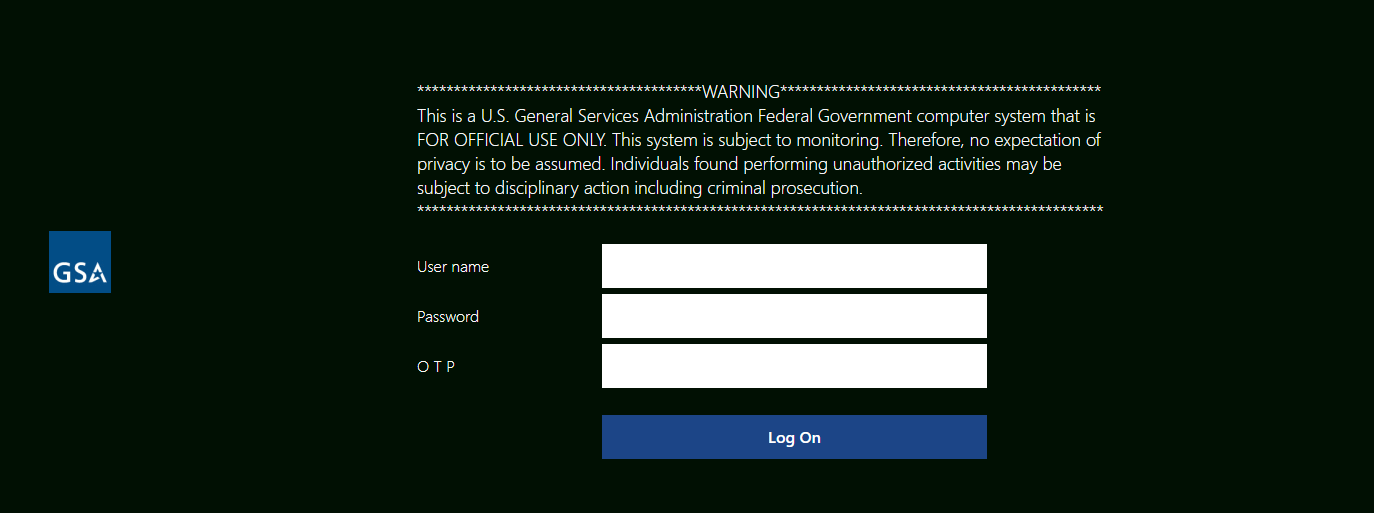 ***************************************WARNING********************************************
This is a U.S. General Services Administration Federal Government computer system that is
FOR OFFICIAL USE ONLY. This system is subject to monitoring. Therefore, no expectation of
privacy is to be assumed. Individuals found performing unauthorized activities may be
subject to disciplinary action including criminal prosecution.
**********************************************************************************************
GSA
User name
Password
O T P
Log On